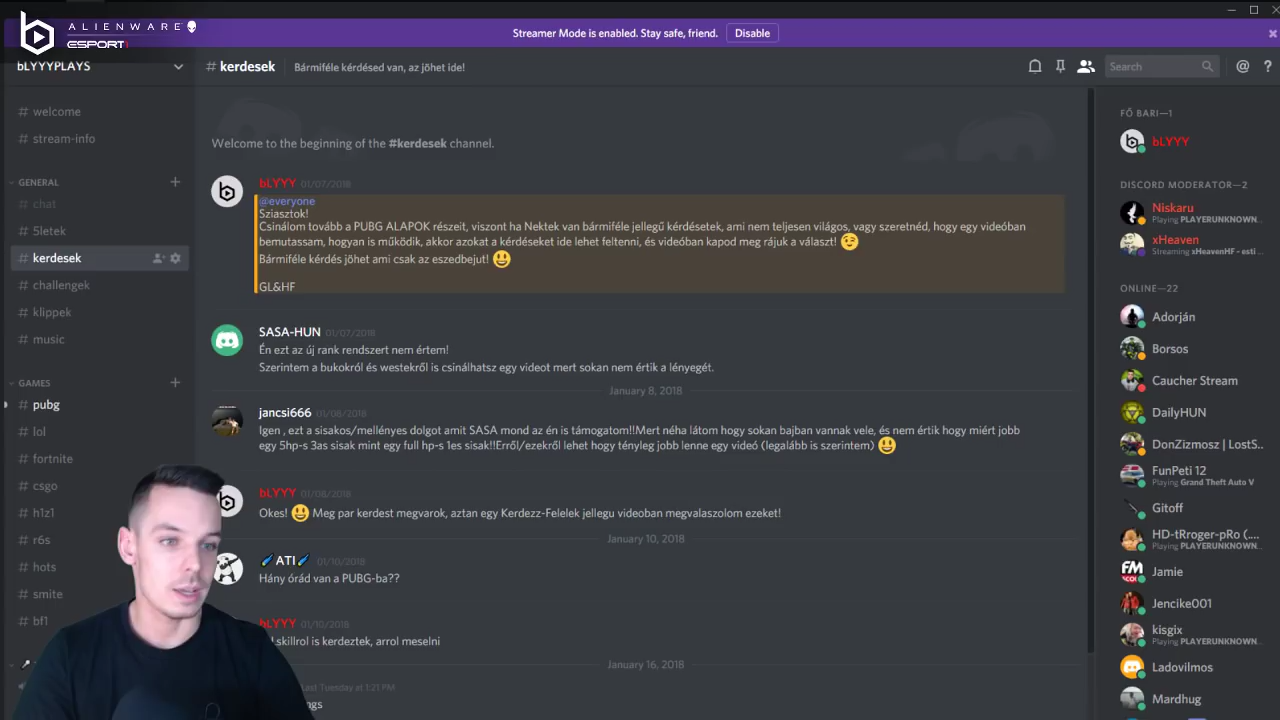 ALIENWARE
ESPORT1
Streamer Mode is enabled. Stay safe, friend.
Disable
bLYYYPLAYS
# kerdesek
Bármiféle kérdésed van, az jöhet ide!
Search
# welcome
# stream-info
GENERAL
# chat
# 5letek
# kerdesek
# challengek
# klippek
# music
GAMES
# pubg
# lol
# fortnite
# csgo
# h1z1
# r6s
# hots
# smite
# bf1
Welcome to the beginning of the #kerdesek channel.
bLYYY 01/07/2018
@everyone
Sziasztok!
Csinálom tovább a PUBG ALAPOK részeit, viszont ha Nektek van bármiféle jellegű kérdésetek, ami nem teljesen világos, vagy szeretnéd, hogy egy videóban
bemutassam, hogyan is működik, akkor azokat a kérdéseket ide lehet feltenni, és videóban kapod meg rájuk a választ! 😉
Bármiféle kérdés jöhet ami csak az eszedbejut! 😃
GL&HF
SASA-HUN 01/07/2018
Én ezt az új rank rendszert nem értem!
Szerintem a bukokról és westekről is csinálhatsz egy videot mert sokan nem értik a lényegét.
January 8, 2018
jancsi666 01/08/2018
Igen , ezt a sisakos/mellényes dolgot amit SASA mond az én is támogatom!!Mert néha látom hogy sokan bajban vannak vele, és nem értik hogy miért jobb
egy 5hp-s 3as sisak mint egy full hp-s 1es sisak!!Erről/ezekről lehet hogy tényleg jobb lenne egy videó (legalább is szerintem) 😃
bLYYY 01/08/2018
Okes! 😃 Meg par kerdest megvarok, aztan egy Kerdezz-Felelek jellegu videoban megvalaszolom ezeket!
January 10, 2018
ATI 01/10/2018
Hány órád van a PUBG-ba??
bLYYY 01/10/2018
skillrol is kerdeztek, arrol meselni
January 16, 2018
Last Tuesday at 1:21 PM
FŐ BARI—1
bLYYY
DISCORD MODERATOR—2
Niskaru
Playing PLAYERUNKNOWN...
xHeaven
Streaming xHeavenHF - esti ...
ONLINE—22
Adorján
Borsos
Caucher Stream
DailyHUN
DonZizmosz | LostS...
FunPeti 12
Playing Grand Theft Auto V
Gitoff
HD-tRroger-pRo (...
Playing PLAYERUNKNOWN...
Jamie
Jencike001
kisgix
Playing PLAYERUNKNOWN...
Ladovilmos
Mardhug